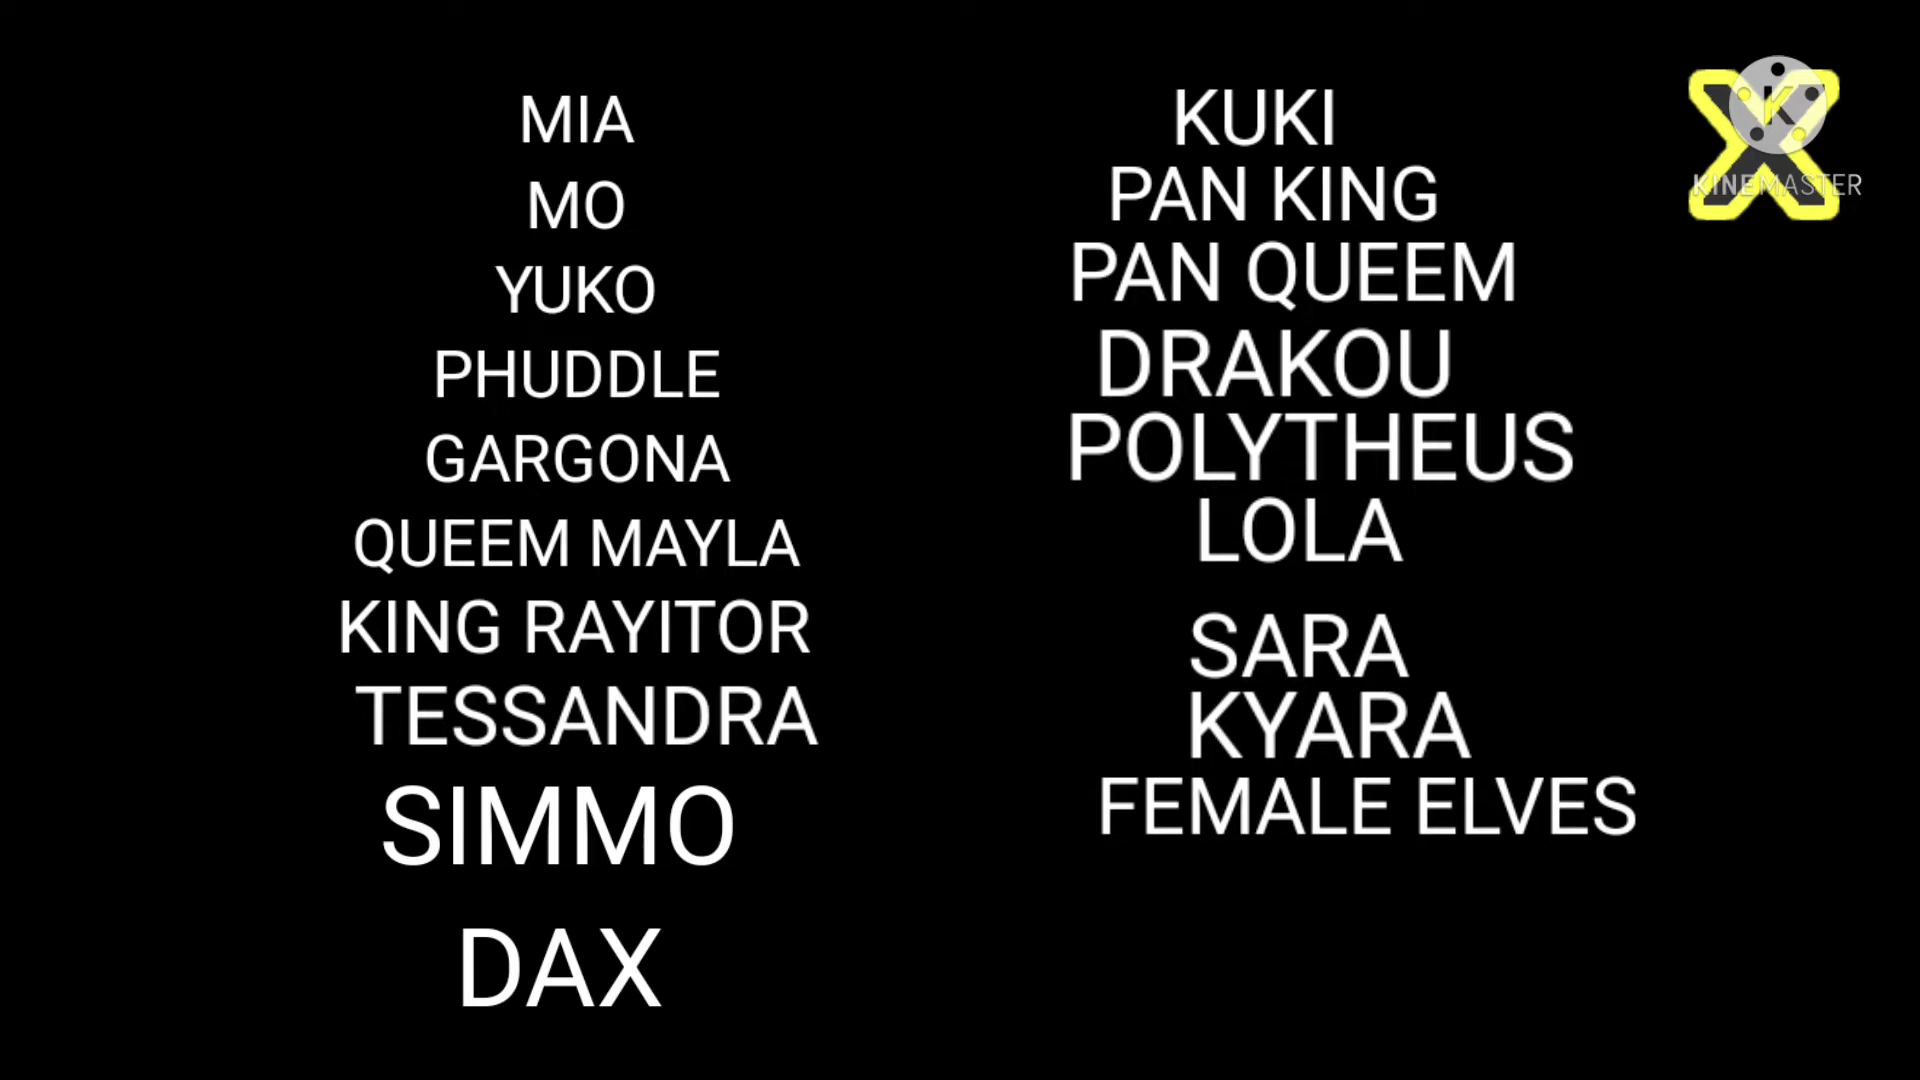 MIA
MO
YUKO
PHUDDLE
GARGONA
QUEEM MAYLA
KING RAYITOR
TESSANDRA
SIMMO
DAX
KUKI
PAN KING
PAN QUEEM
DRAKOU
POLYTHEUS
LOLA
SARA
KYARA
FEMALE ELVES
X
K
KINEMASTER